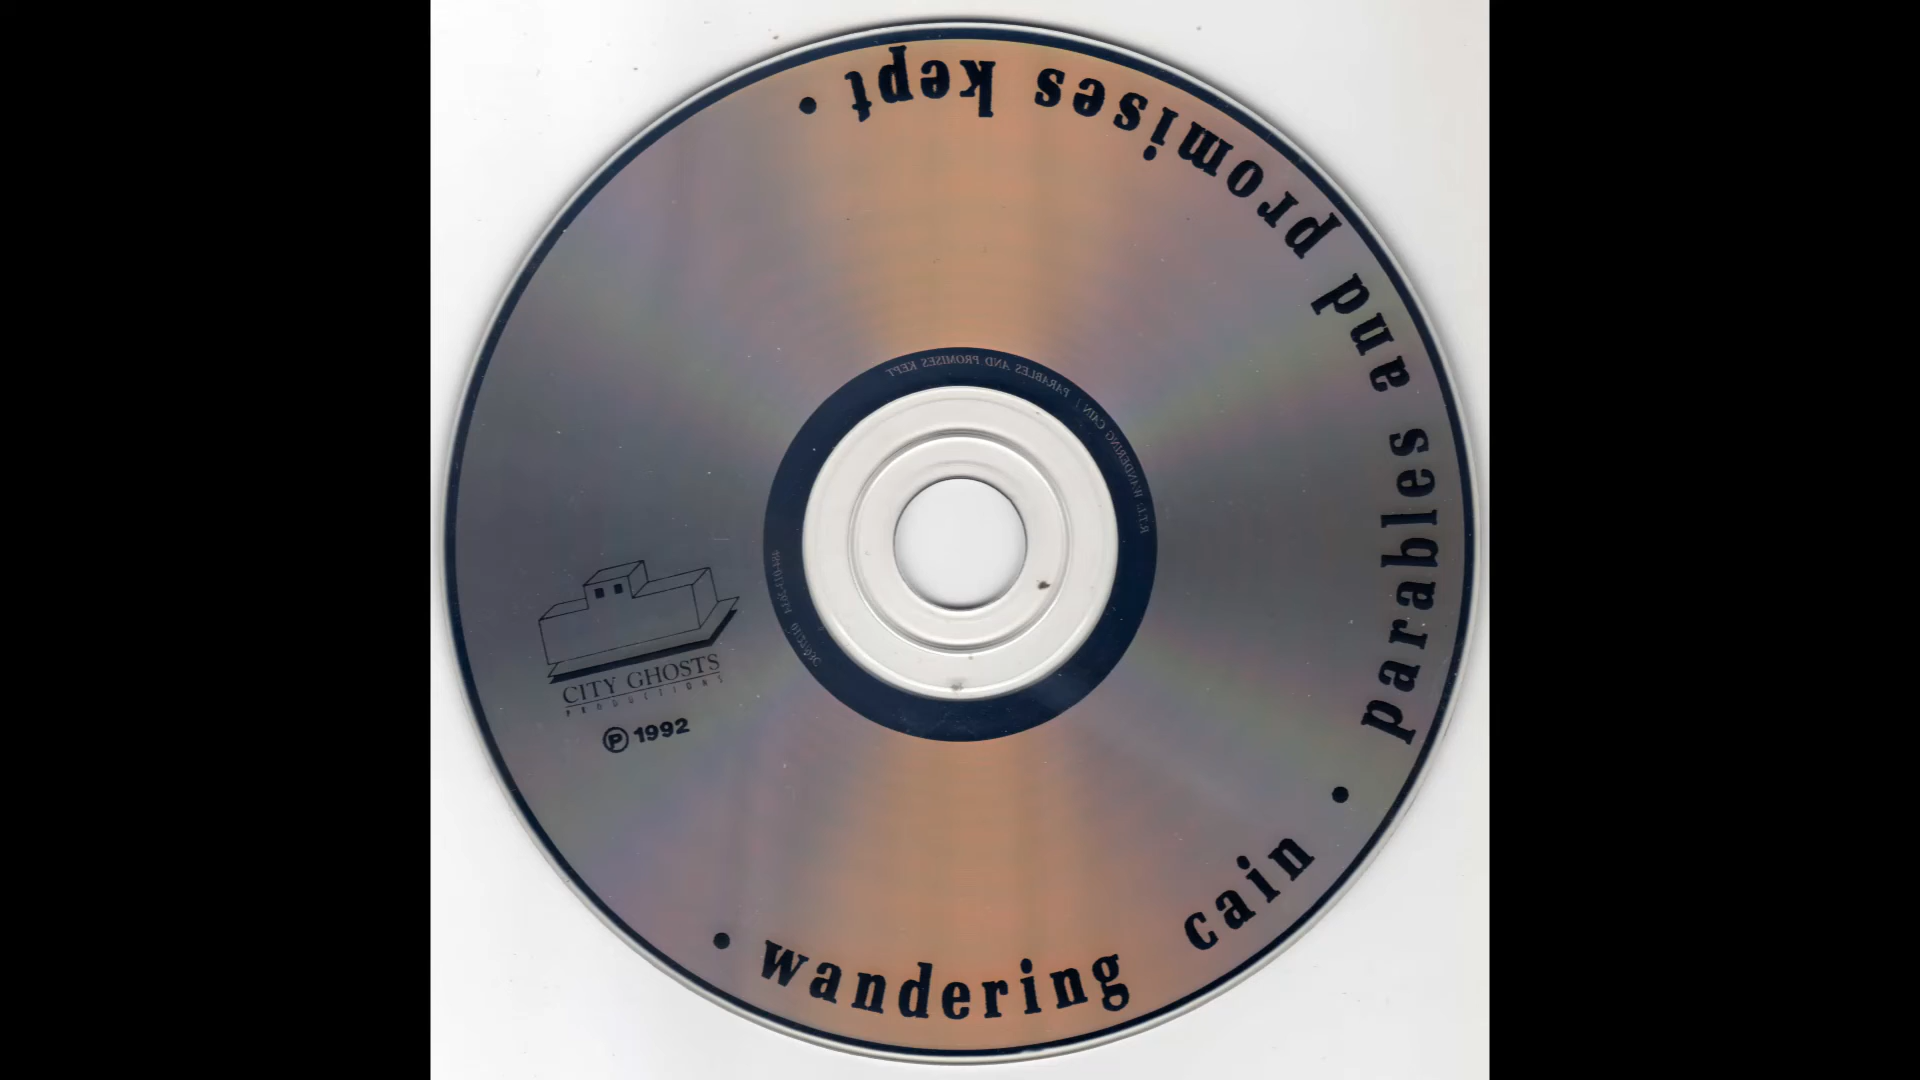 • wandering cain • parables and promises kept •
CITY GHOSTS
PRODUCTIONS
℗ 1992
R.T.L. WANDERING CAIN / PARABLES AND PROMISES KEPT